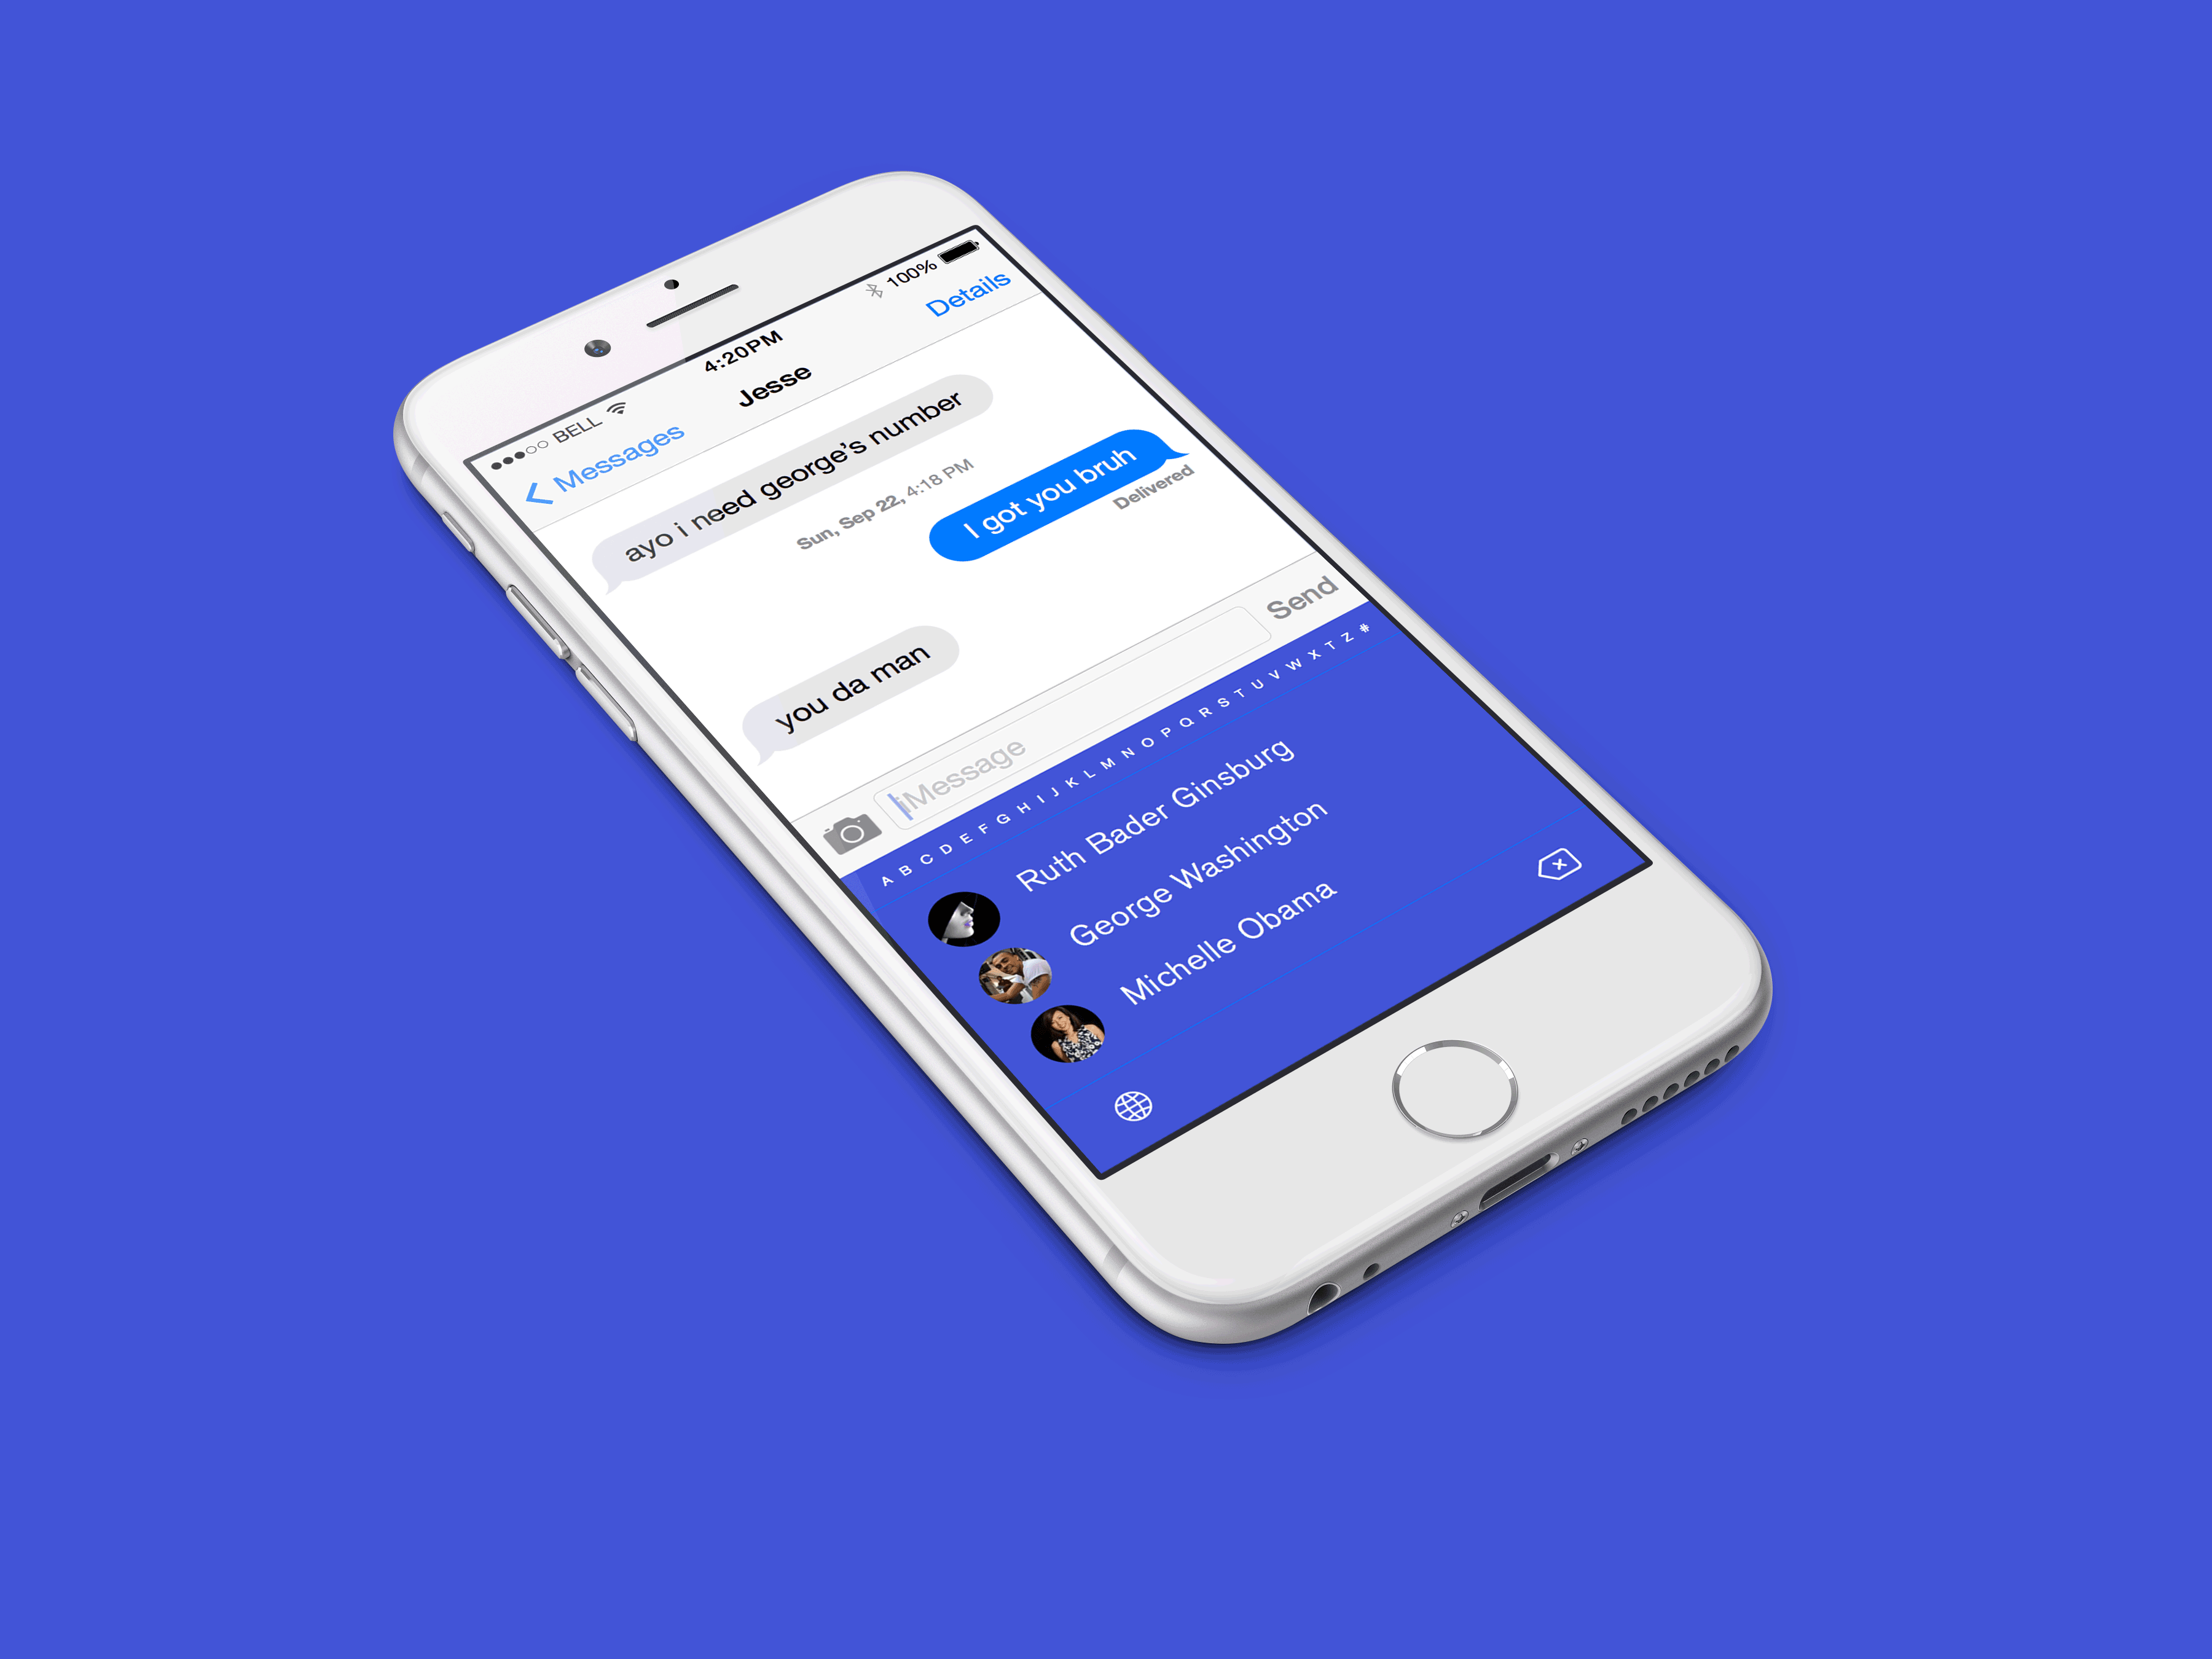 BELL
4:20PM
100%
Messages
Jesse
Details
ayo i need george's number
Sun, Sep 22, 4:18 PM
I got you bruh
Delivered
you da man
iMessage
Send
A B C D E F G H I J K L M N O P Q R S T U V W X T Z #
Ruth Bader Ginsburg
George Washington
Michelle Obama